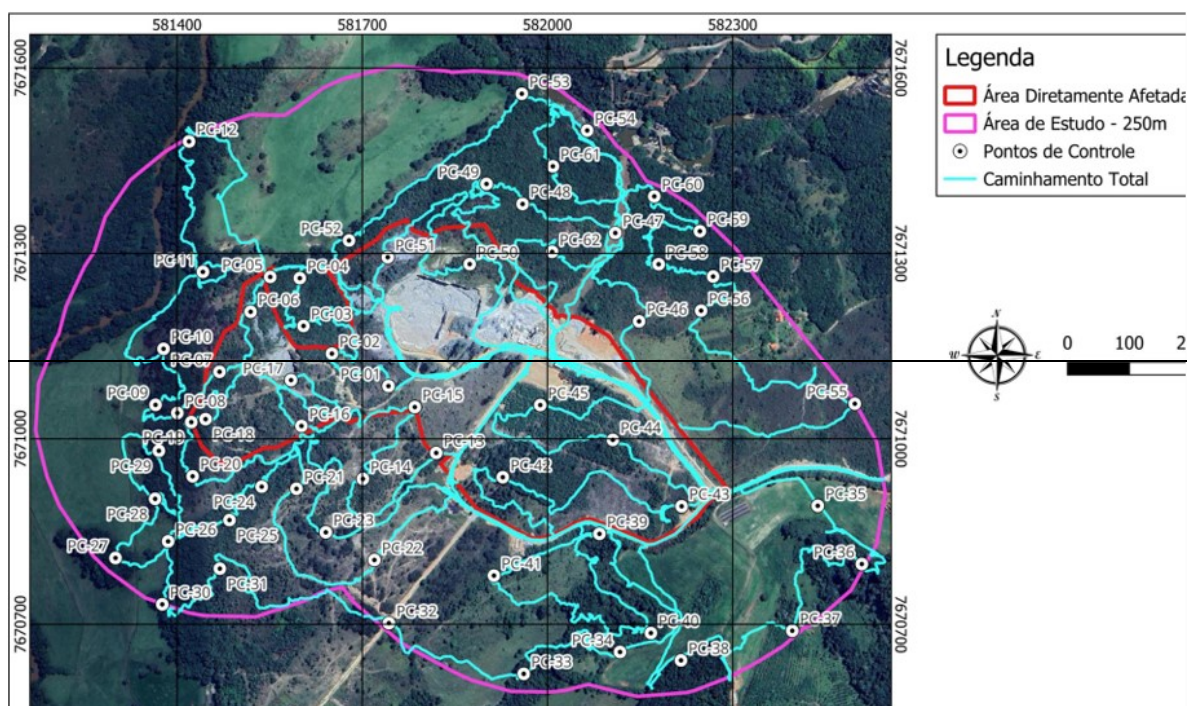 581400 581700 582000 582300
7671600
7671600
Legenda
Área Diretamente Afetada
Área de Estudo - 250m
Pontos de Controle
Caminhamento Total
PC-53
PC-54
PC-12
PC-61
PC-49
PC-48
PC-60
PC-47
PC-59
PC-52
PC-51
PC-62
7671300
7671300
PC-11
PC-05
PC-04
PC-50
PC-58
PC-57
PC-06
PC-03
PC-46
PC-56
N
W
E
S
0 100 2
PC-10
PC-07
PC-02
PC-17
PC-01
PC-09
PC-08
PC-15
PC-45
PC-55
PC-16
PC-18
7671000
7671000
PC-19
PC-13
PC-44
PC-29
PC-20
PC-21
PC-14
PC-42
PC-28
PC-24
PC-43
PC-35
PC-26
PC-25
PC-23
PC-39
PC-27
PC-22
PC-36
PC-31
PC-41
PC-30
PC-32
PC-37
7670700
7670700
PC-40
PC-34
PC-33
PC-38